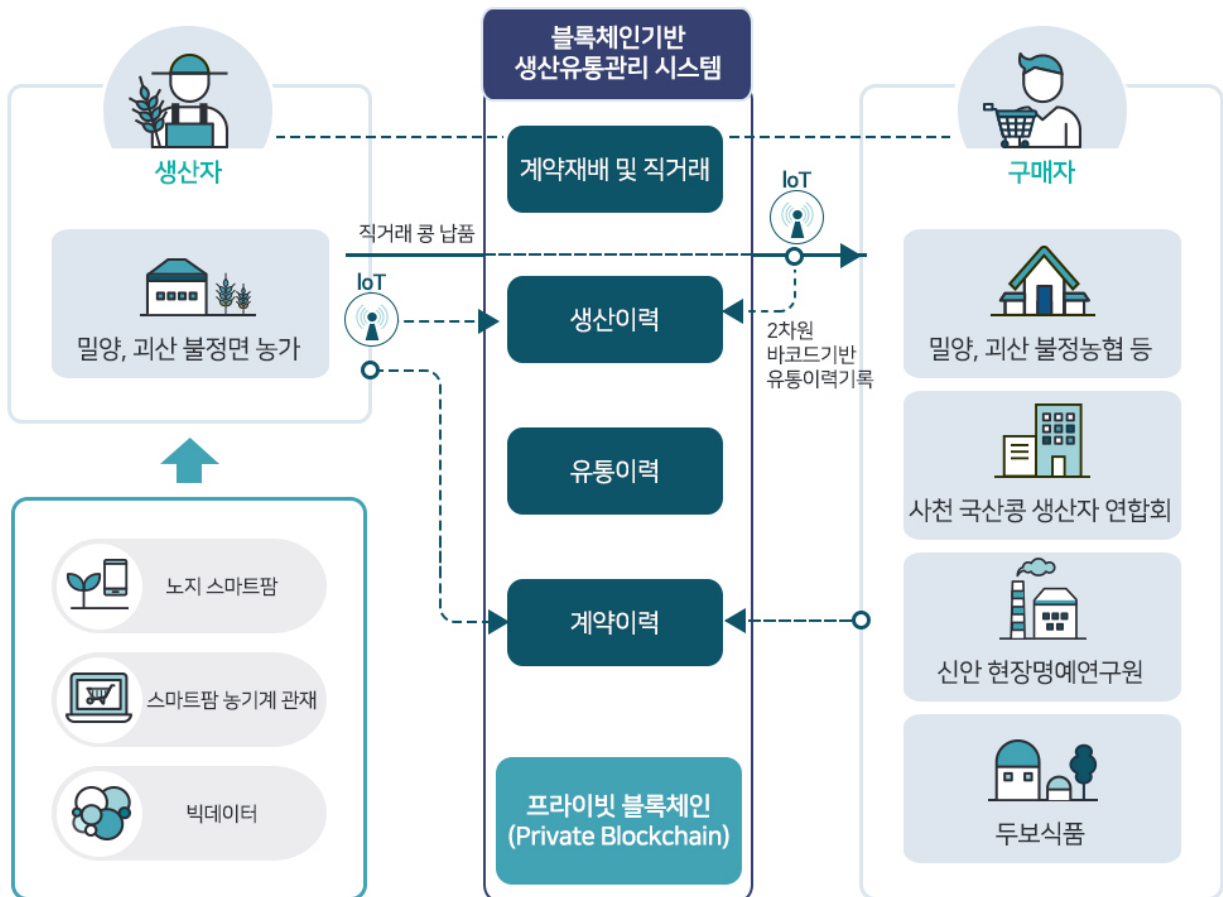 블록체인기반
생산유통관리 시스템
생산자
계약재배 및 직거래
구매자
IoT
직거래 콩 납품
IoT
밀양, 괴산 불정면 농가
생산이력
2차원
바코드기반
유통이력기록
밀양, 괴산 불정농협 등
유통이력
사천 국산콩 생산자 연합회
노지 스마트팜
계약이력
신안 현장명예연구원
스마트팜 농기계 관재
빅데이터
프라이빗 블록체인
(Private Blockchain)
두보식품